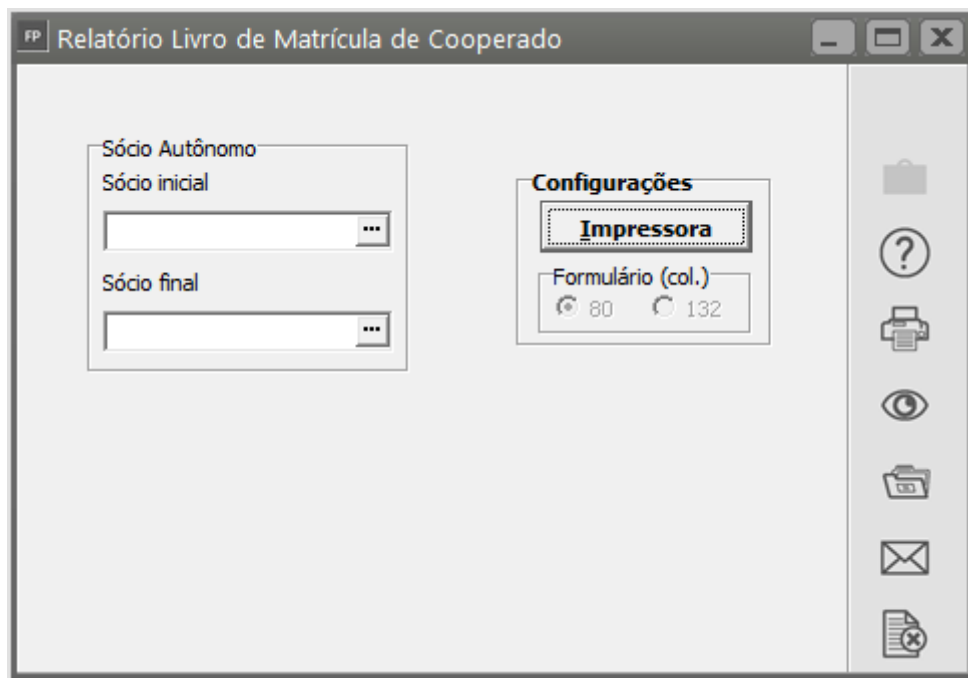 FP Relatório Livro de Matrícula de Cooperado
Sócio Autônomo
Sócio inicial
...
Sócio final
...
Configurações
Impressora
Formulário (col.)
80 132